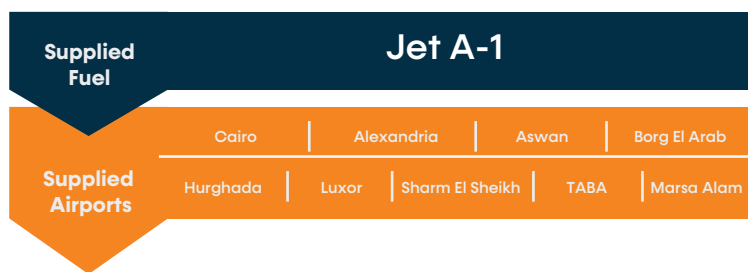 Supplied
Fuel
Jet A-1
Supplied
Airports
Cairo Alexandria Aswan Borg El Arab
Hurghada Luxor Sharm El Sheikh TABA Marsa Alam